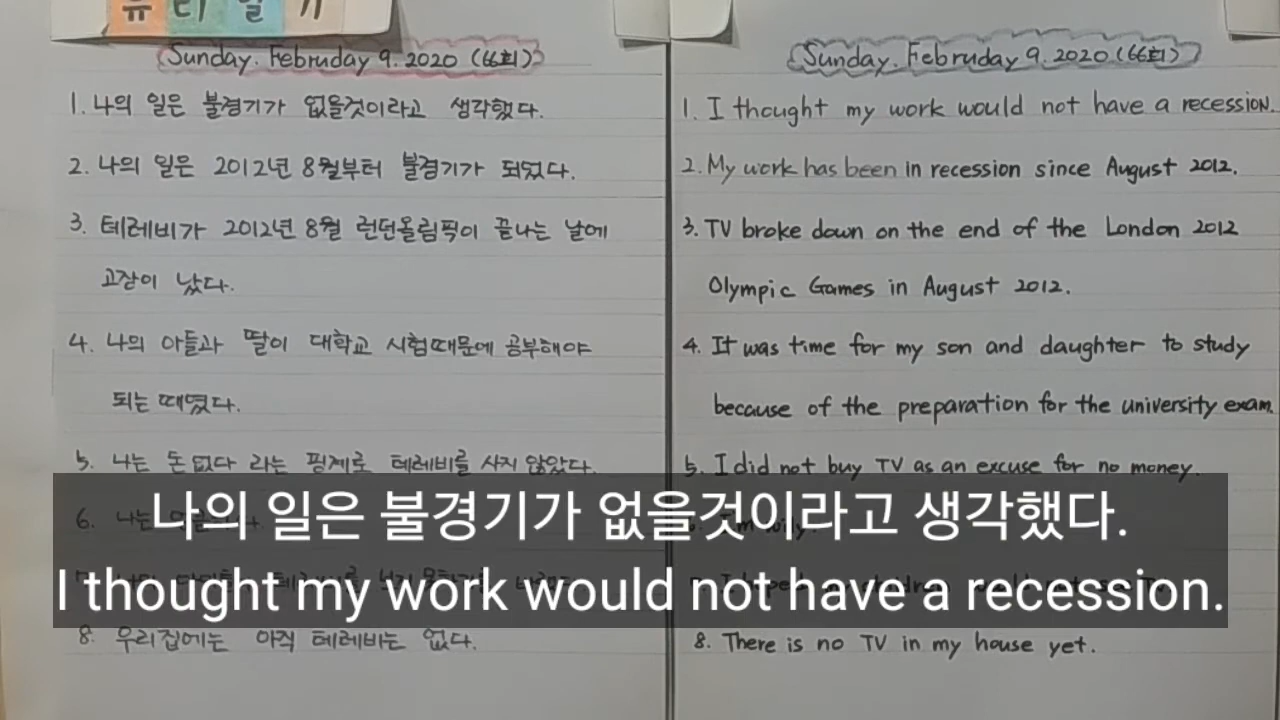 뮤 티 일 기
Sunday. Februday 9. 2020 (66회)
1. 나의 일은 불경기가 없을것이라고 생각했다.
2. 나의 일은 2012년 8월부터 불경기가 되었다.
3. 테레비가 2012년 8월 런던올림픽이 끝나는 날에
고장이 났다.
4. 나의 아들과 딸이 대학교 시험때문에 공부해야
되는 때였다.
5. 나는 돈없다 라는 핑계로 테레비를 사지 않았다.
6. 나는
8. 우리집에는 아직 테레비는 없다.
Sunday. Februday 9. 2020 (66회)
1. I thought my work would not have a recession.
2. My work has been in recession since August 2012.
3. TV broke down on the end of the London 2012
Olympic Games in August 2012.
4. It was time for my son and daughter to study
because of the preparation for the university exam.
5. I did not buy TV as an excuse for no money.
8. There is no TV in my house yet.
나의 일은 불경기가 없을것이라고 생각했다.
I thought my work would not have a recession.